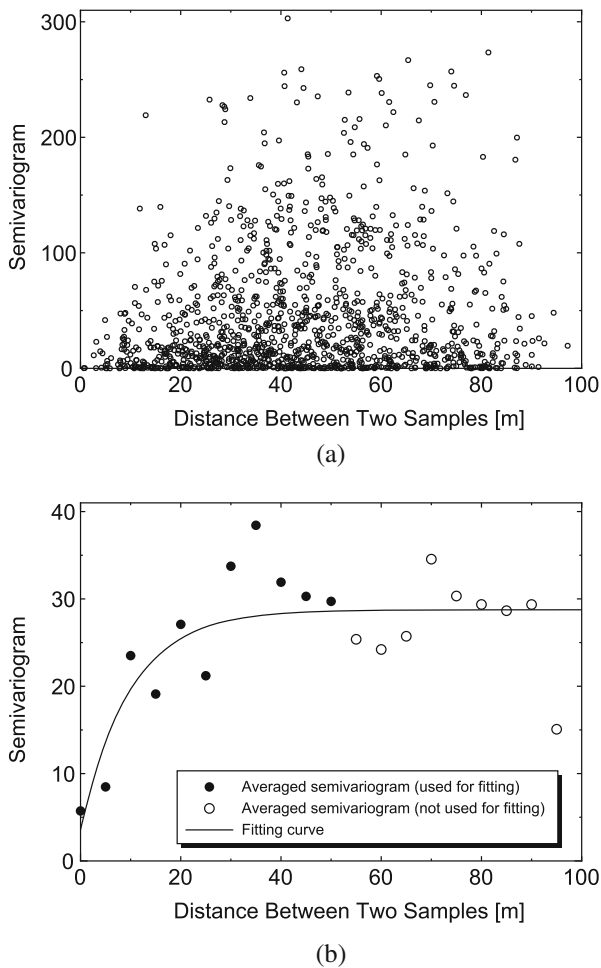 300
200
100
0
Semivariogram
0 20 40 60 80 100
Distance Between Two Samples [m]
(a)
40
30
20
10
0
Semivariogram
Averaged semivariogram (used for fitting)
Averaged semivariogram (not used for fitting)
Fitting curve
0 20 40 60 80 100
Distance Between Two Samples [m]
(b)